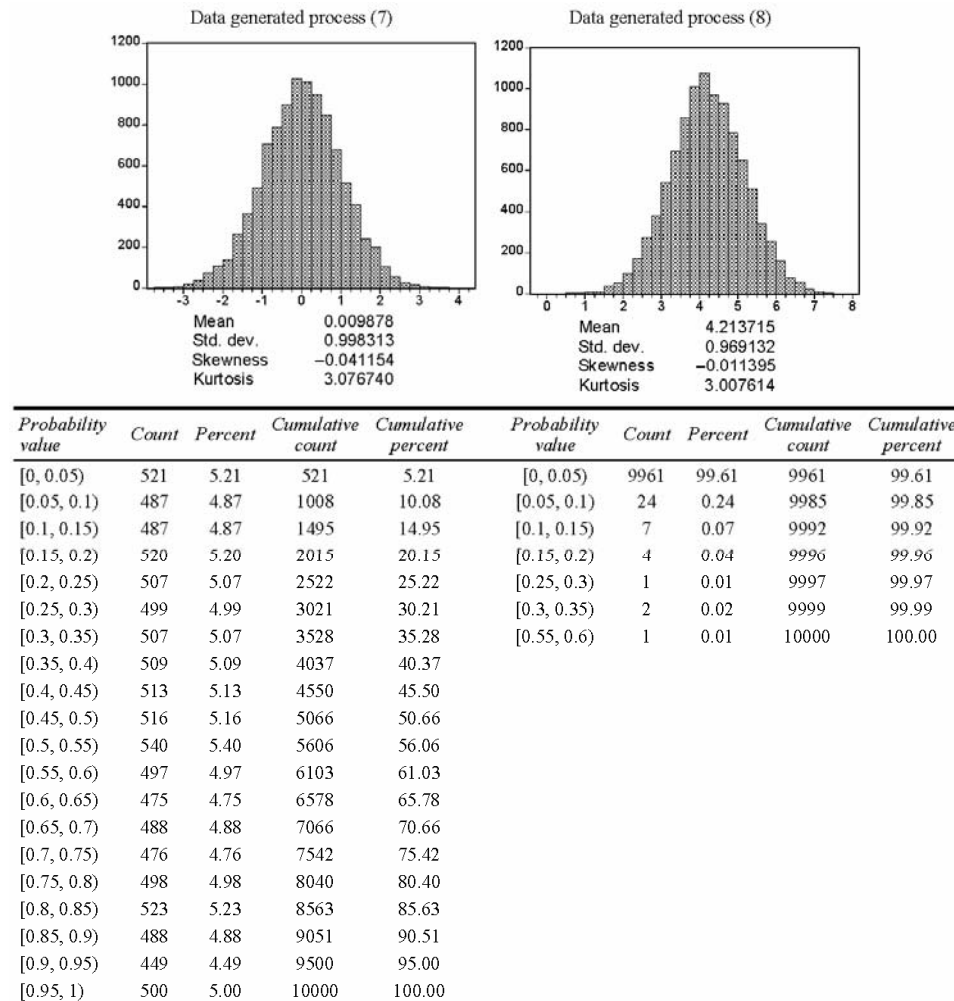 Data generated process (7)
Data generated process (8)
1200
1000
800
600
400
200
0
-3 -2 -1 0 1 2 3 4
Mean 0.009878
Std. dev. 0.998313
Skewness −0.041154
Kurtosis 3.076740
1200
1000
800
600
400
200
0
0 1 2 3 4 5 6 7 8
Mean 4.213715
Std. dev. 0.969132
Skewness −0.011395
Kurtosis 3.007614
Probability value Count Percent Cumulative count Cumulative percent Probability value Count Percent Cumulative count Cumulative percent
[0, 0.05) 521 5.21 521 5.21 [0, 0.05) 9961 99.61 9961 99.61
[0.05, 0.1) 487 4.87 1008 10.08 [0.05, 0.1) 24 0.24 9985 99.85
[0.1, 0.15) 487 4.87 1495 14.95 [0.1, 0.15) 7 0.07 9992 99.92
[0.15, 0.2) 520 5.20 2015 20.15 [0.15, 0.2) 4 0.04 9996 99.96
[0.2, 0.25) 507 5.07 2522 25.22 [0.25, 0.3) 1 0.01 9997 99.97
[0.25, 0.3) 499 4.99 3021 30.21 [0.3, 0.35) 2 0.02 9999 99.99
[0.3, 0.35) 507 5.07 3528 35.28 [0.55, 0.6) 1 0.01 10000 100.00
[0.35, 0.4) 509 5.09 4037 40.37
[0.4, 0.45) 513 5.13 4550 45.50
[0.45, 0.5) 516 5.16 5066 50.66
[0.5, 0.55) 540 5.40 5606 56.06
[0.55, 0.6) 497 4.97 6103 61.03
[0.6, 0.65) 475 4.75 6578 65.78
[0.65, 0.7) 488 4.88 7066 70.66
[0.7, 0.75) 476 4.76 7542 75.42
[0.75, 0.8) 498 4.98 8040 80.40
[0.8, 0.85) 523 5.23 8563 85.63
[0.85, 0.9) 488 4.88 9051 90.51
[0.9, 0.95) 449 4.49 9500 95.00
[0.95, 1) 500 5.00 10000 100.00